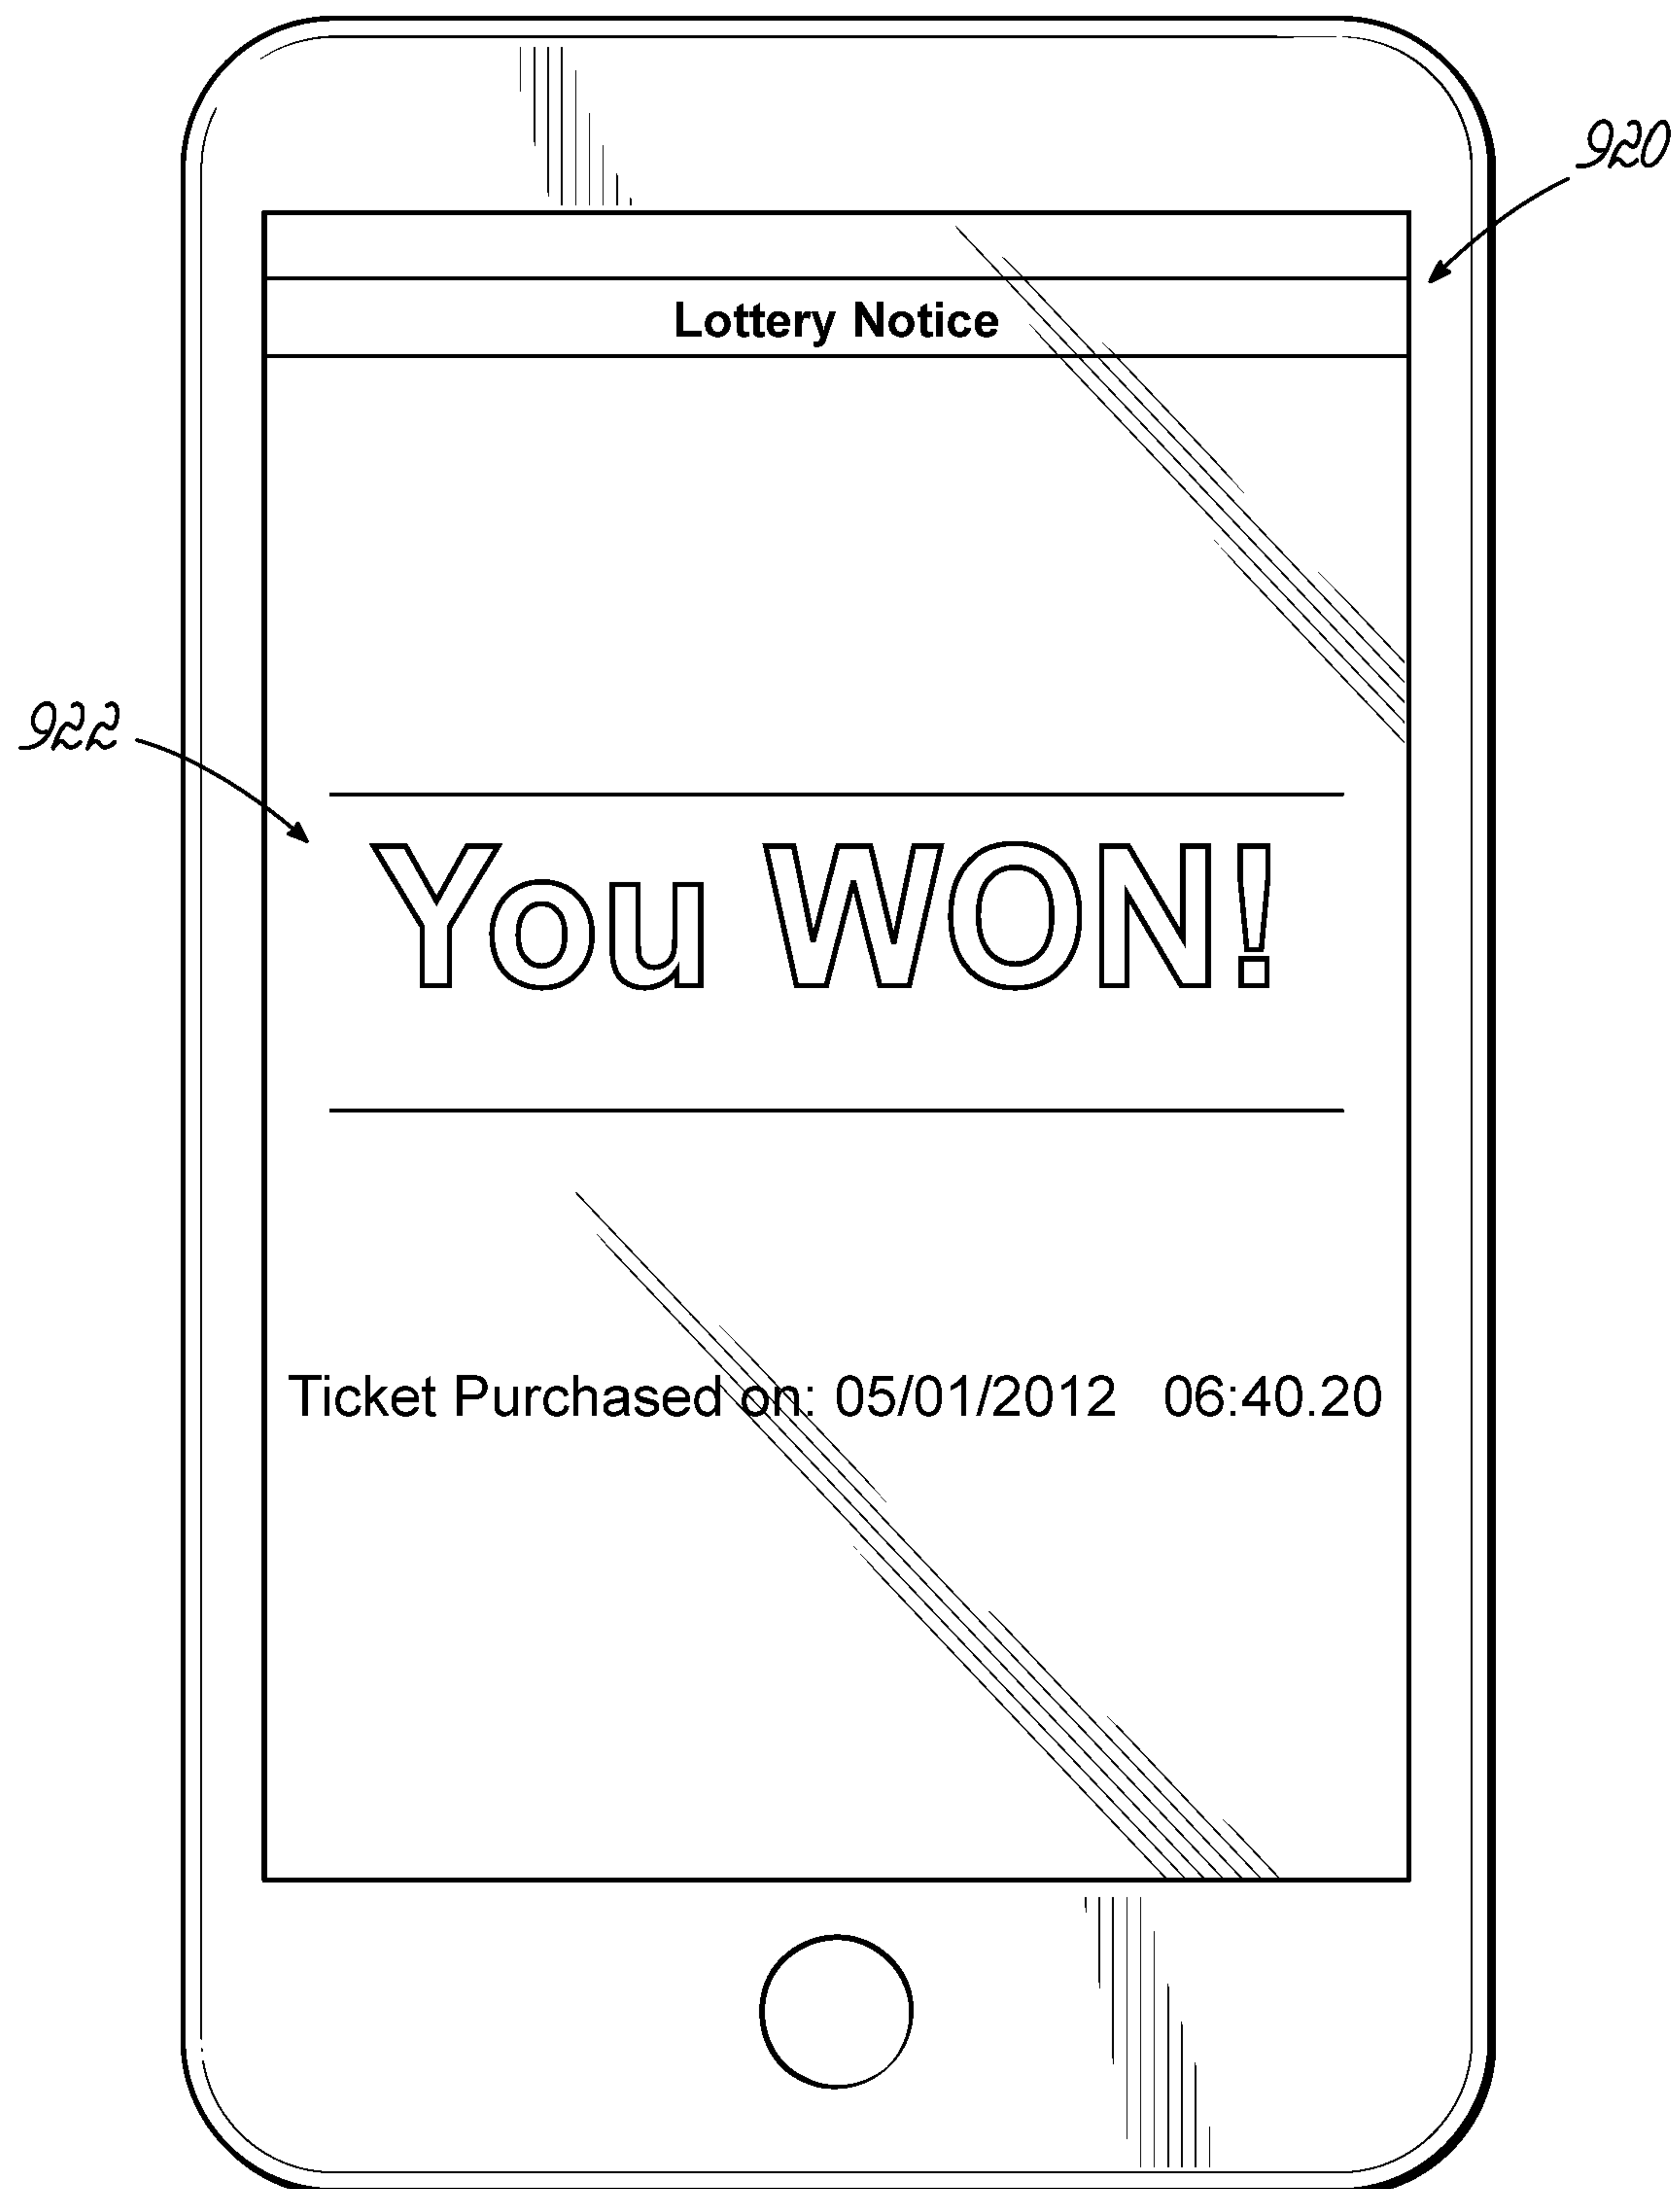 920
Lottery Notice
922
You WON!
Ticket Purchased on: 05/01/2012 06:40.20